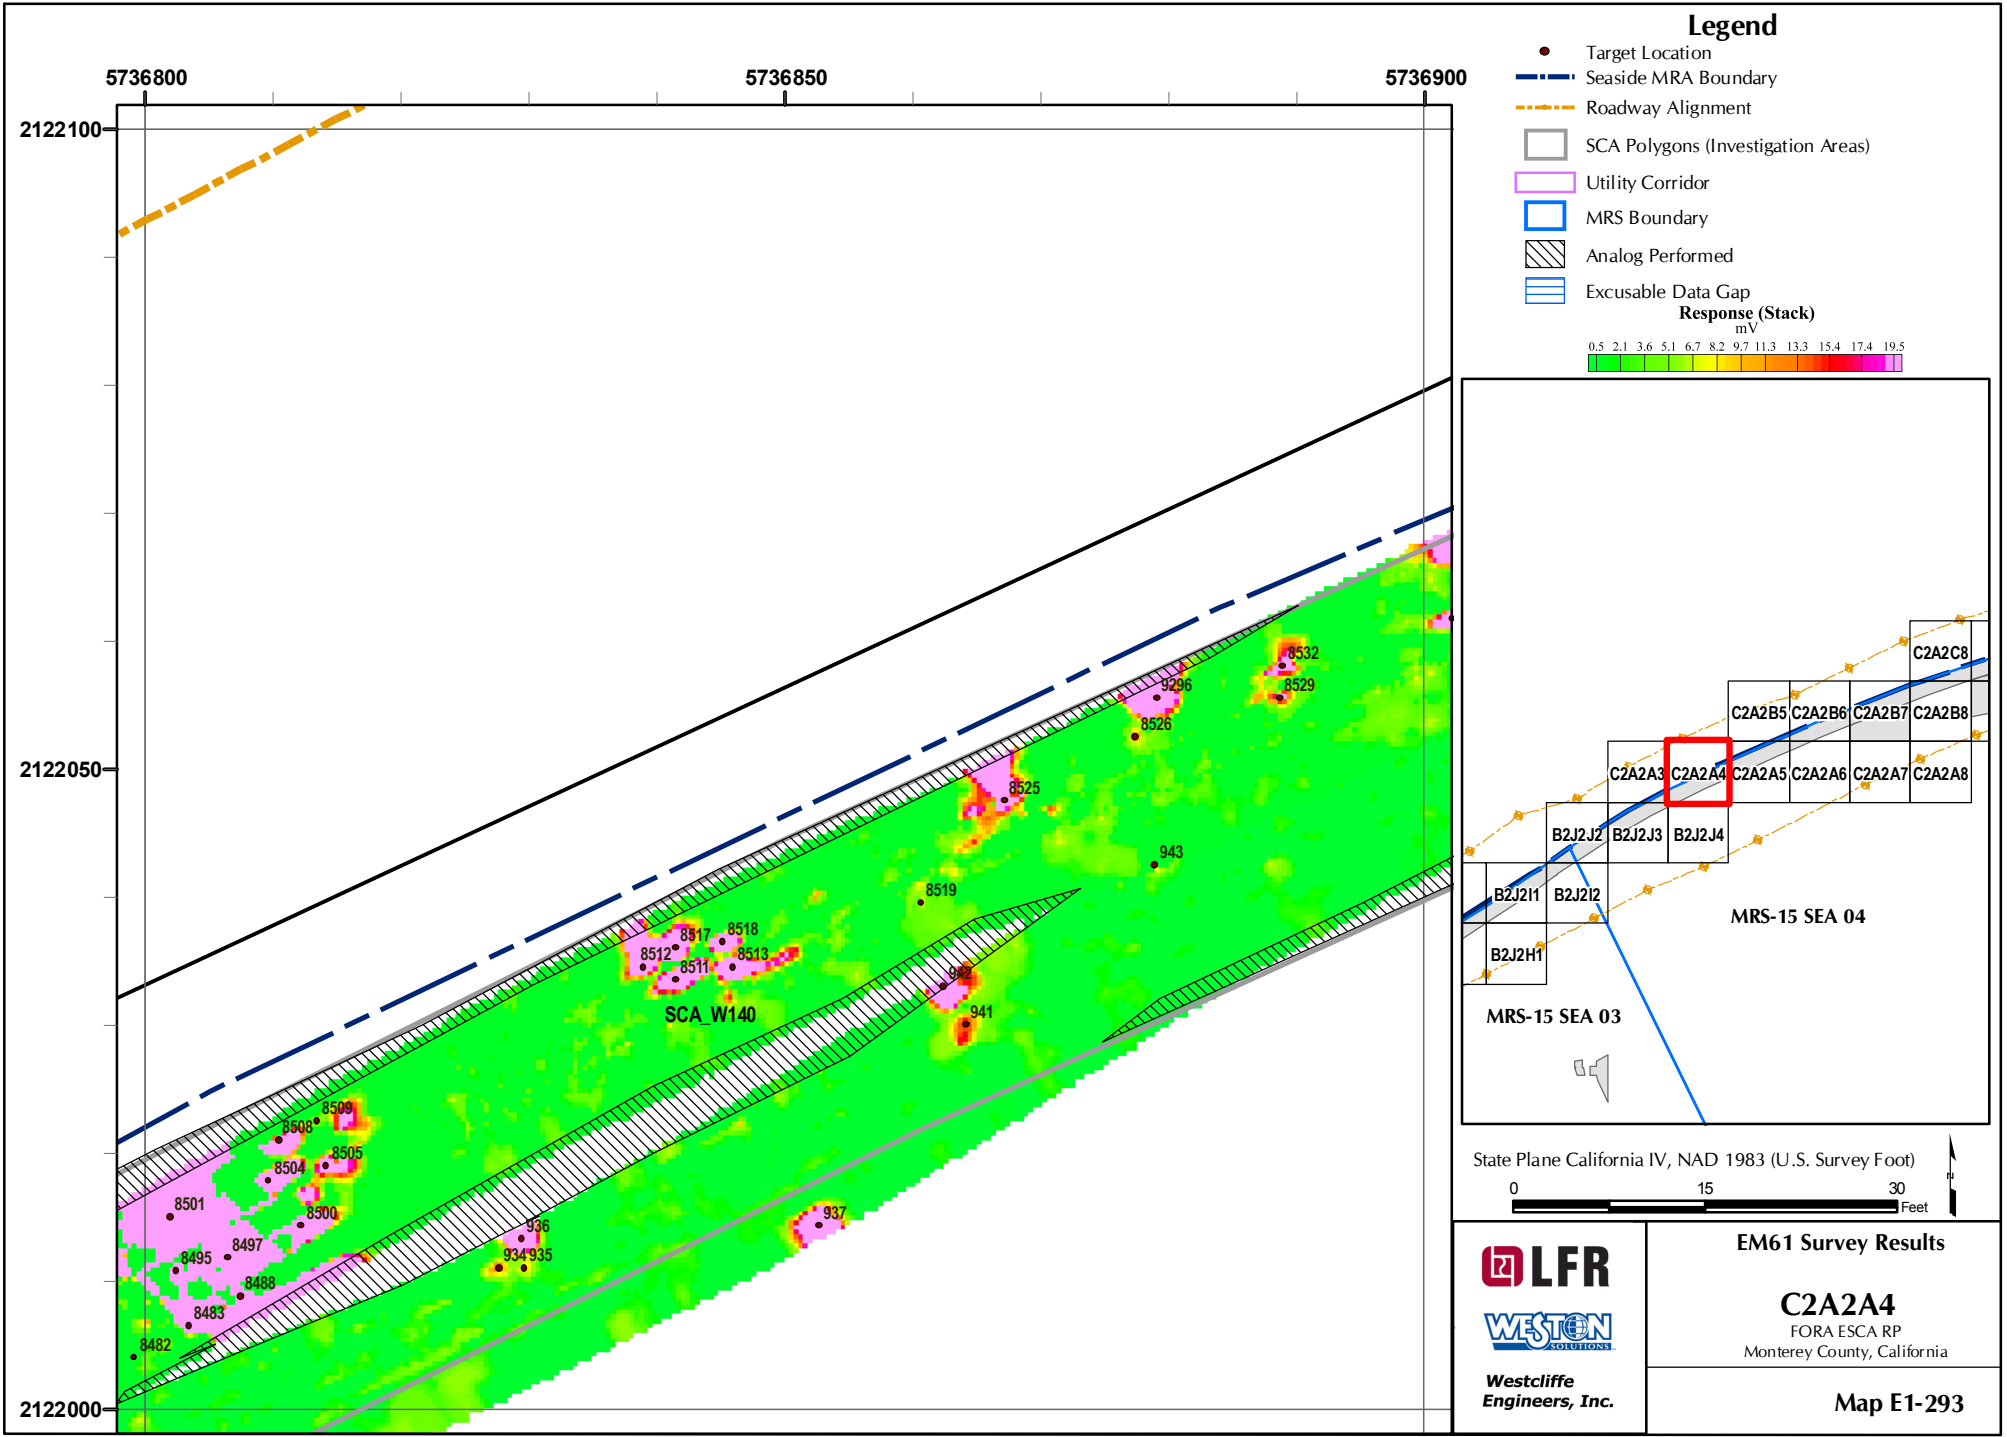 Legend
Target Location
Seaside MRA Boundary
Roadway Alignment
SCA Polygons (Investigation Areas)
Utility Corridor
MRS Boundary
Analog Performed
Excusable Data Gap
Response (Stack)
mV
0.5 2.1 3.6 5.1 6.7 8.2 9.7 11.3 13.3 15.4 17.4 19.5
5736800 5736850 5736900
2122100
2122050
2122000
8532
9296 8529
8526
8525
943
8519
8517 8518
8512 8511 8513
942
SCA_W140
941
8509
8508
8505
8504
8501
8500
937
936
8497
8495
934 935
8488
8483
8482
C2A2C8
C2A2B5 C2A2B6 C2A2B7 C2A2B8
C2A2A3 C2A2A4 C2A2A5 C2A2A6 C2A2A7 C2A2A8
B2J2J2 B2J2J3 B2J2J4
B2J2I1 B2J2I2
MRS-15 SEA 04
B2J2H1
MRS-15 SEA 03
State Plane California IV, NAD 1983 (U.S. Survey Foot)
0 15 30
Feet
N
LFR
WESTON
SOLUTIONS
Westcliffe
Engineers, Inc.
EM61 Survey Results
C2A2A4
FORA ESCA RP
Monterey County, California
Map E1-293